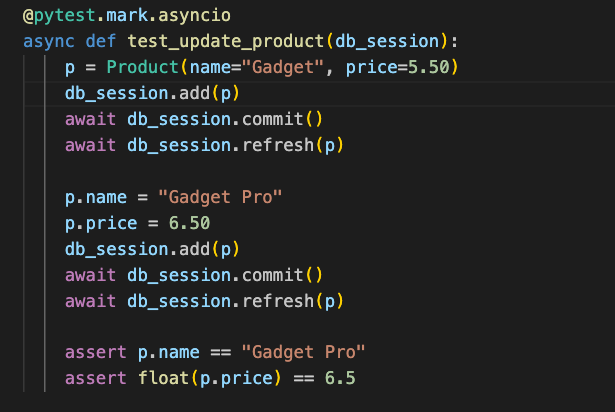 @pytest.mark.asyncio
async def test_update_product(db_session):
    p = Product(name="Gadget", price=5.50)
    db_session.add(p)
    await db_session.commit()
    await db_session.refresh(p)

    p.name = "Gadget Pro"
    p.price = 6.50
    db_session.add(p)
    await db_session.commit()
    await db_session.refresh(p)

    assert p.name == "Gadget Pro"
    assert float(p.price) == 6.5